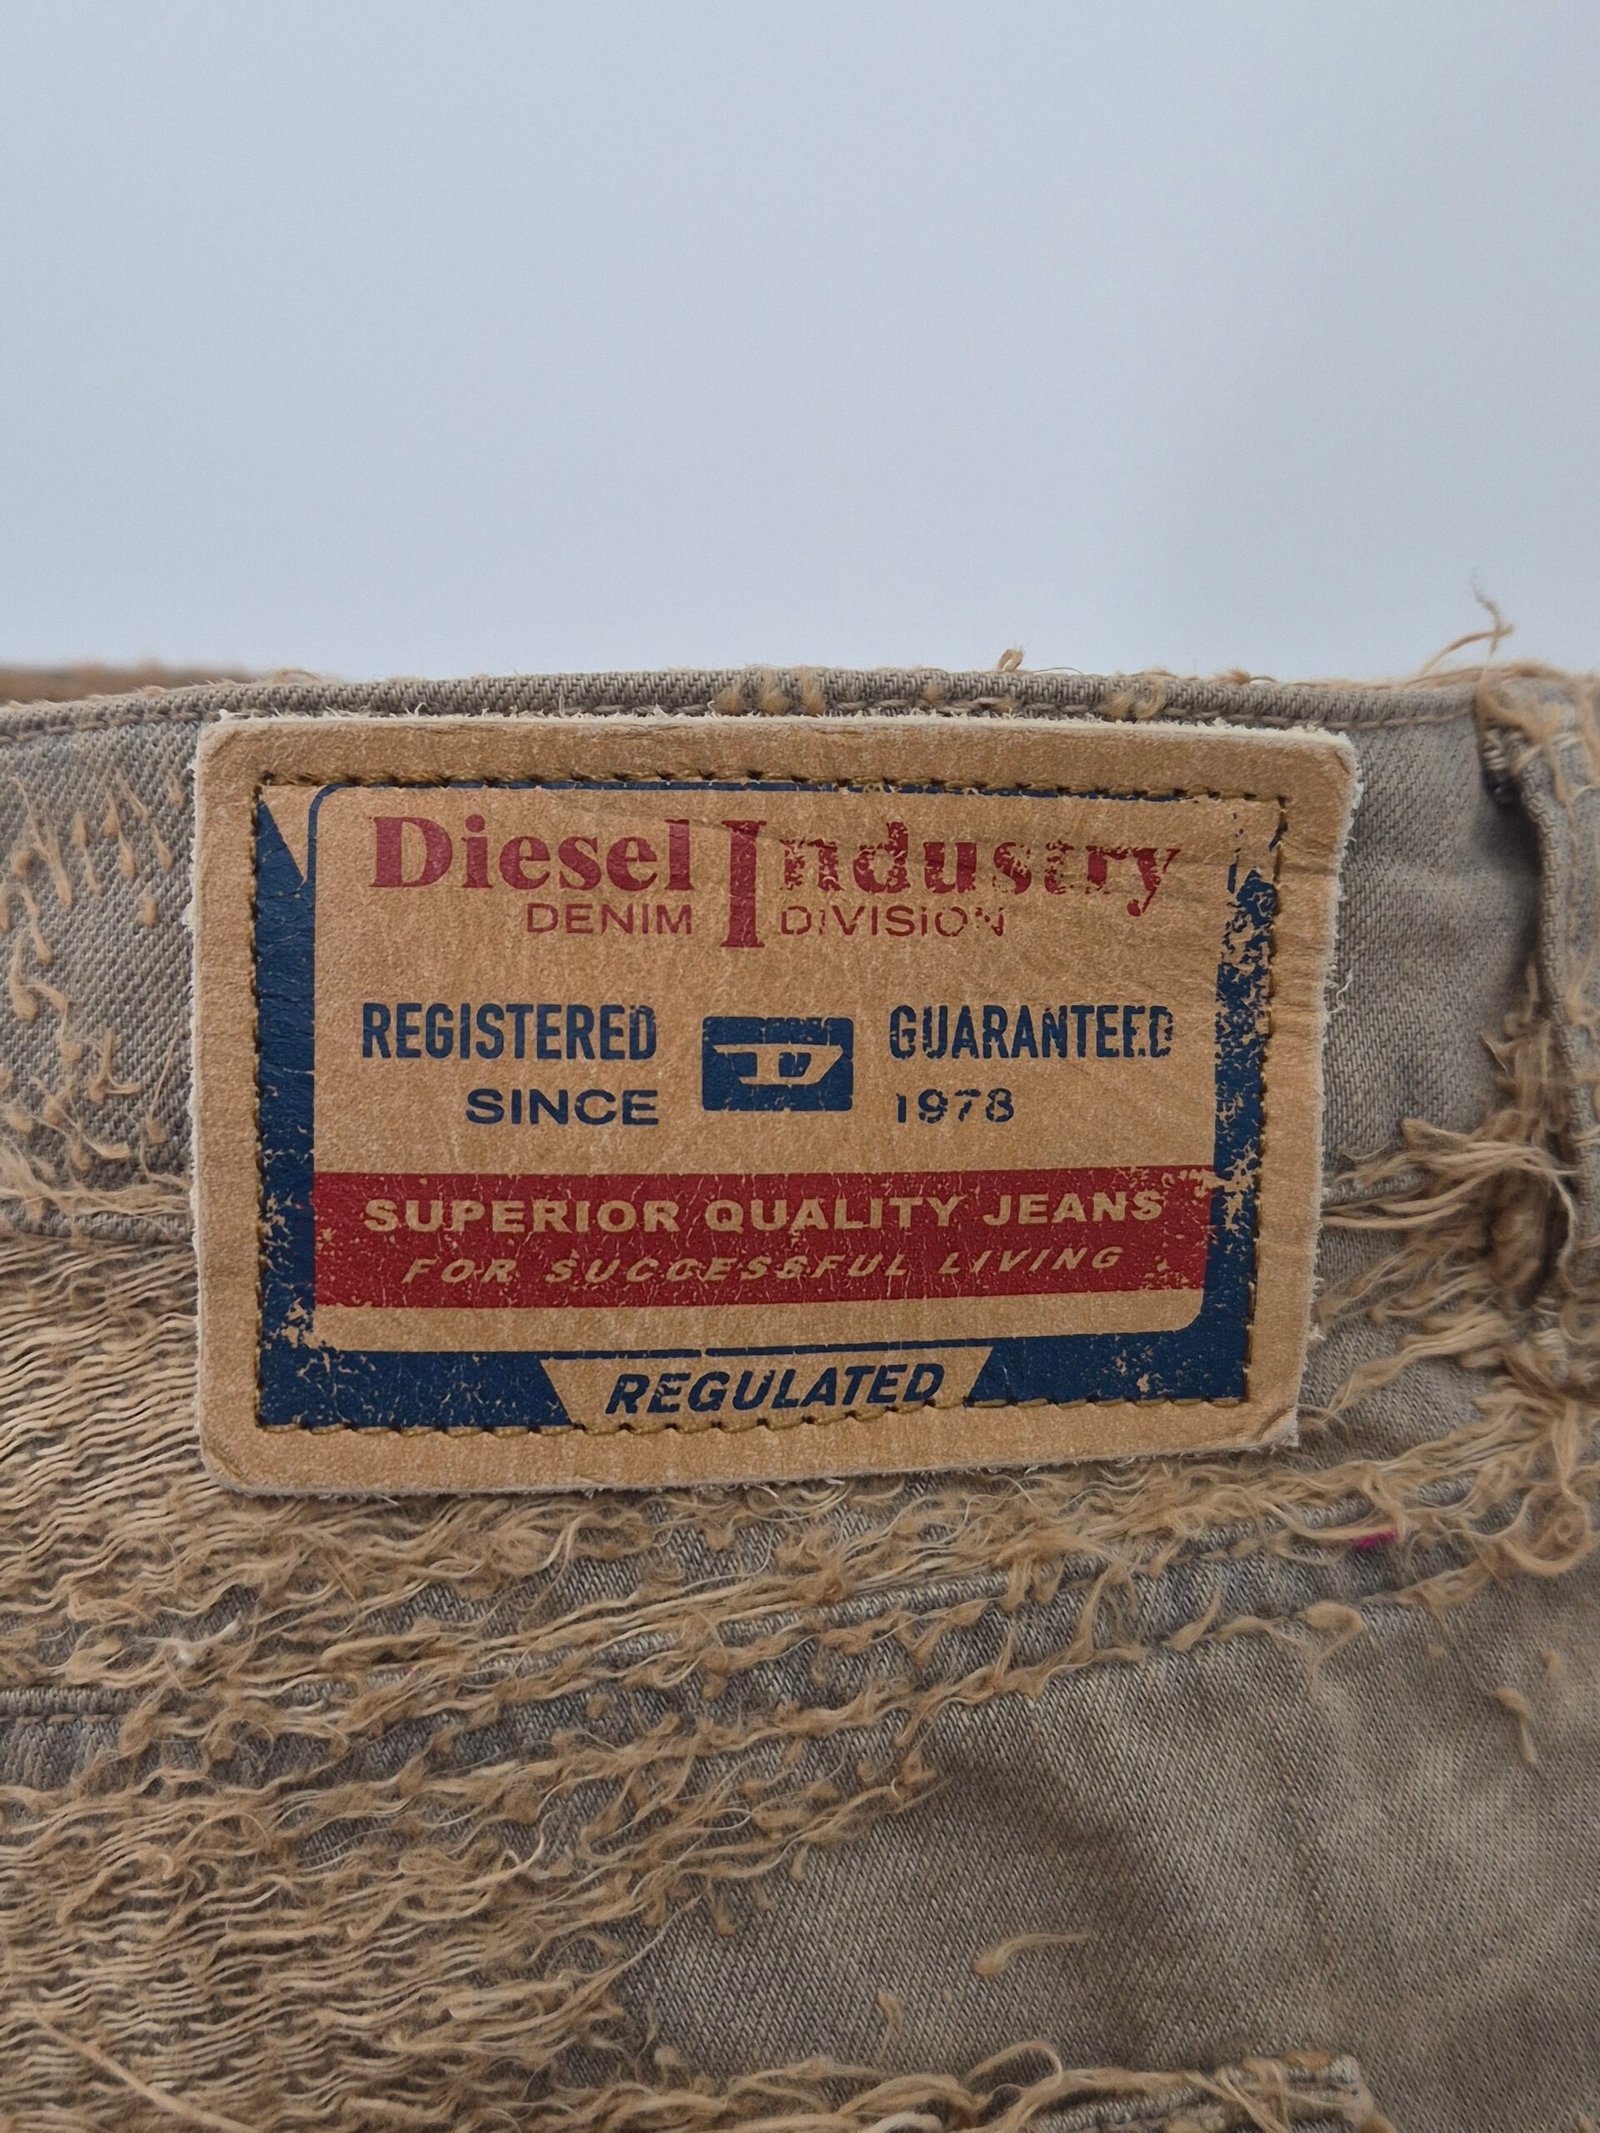 Diesel Industry
DENIM DIVISION
REGISTERED D GUARANTEED
SINCE 1978
SUPERIOR QUALITY JEANS
FOR SUCCESSFUL LIVING
REGULATED